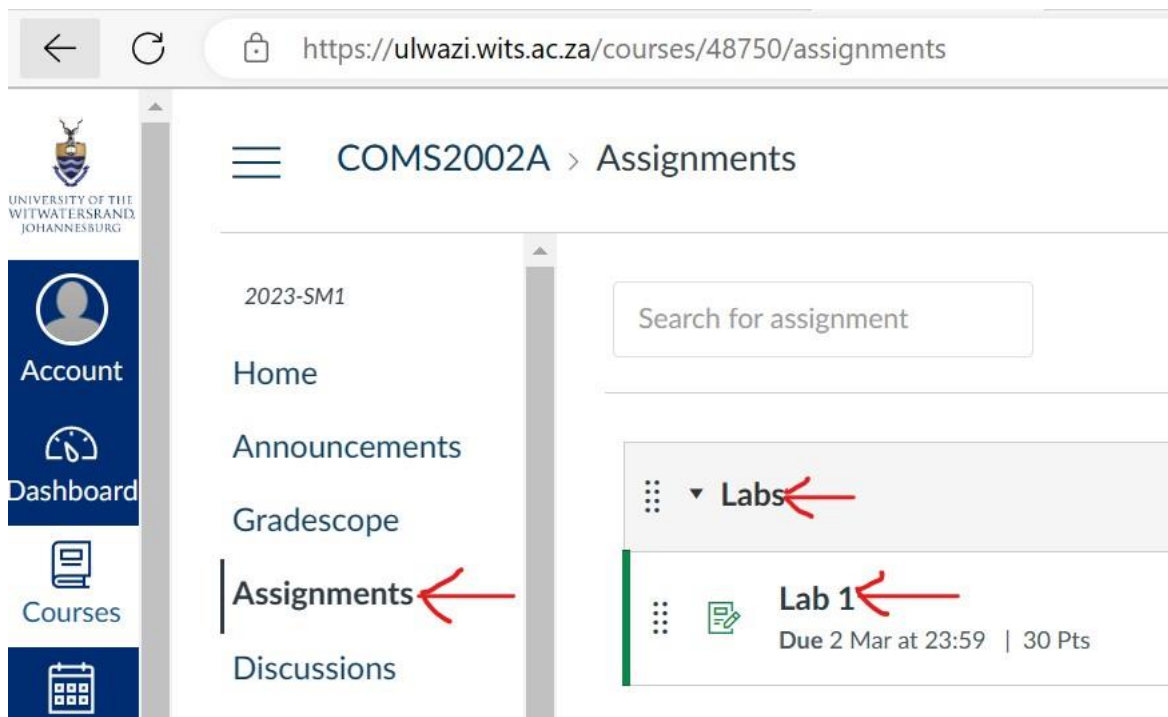 https://ulwazi.wits.ac.za/courses/48750/assignments
UNIVERSITY OF THE
WITWATERSRAND,
JOHANNESBURG
COMS2002A > Assignments
Account
Dashboard
Courses
2023-SM1
Home
Announcements
Gradescope
Assignments
Discussions
Search for assignment
Labs
Lab 1
Due 2 Mar at 23:59 | 30 Pts